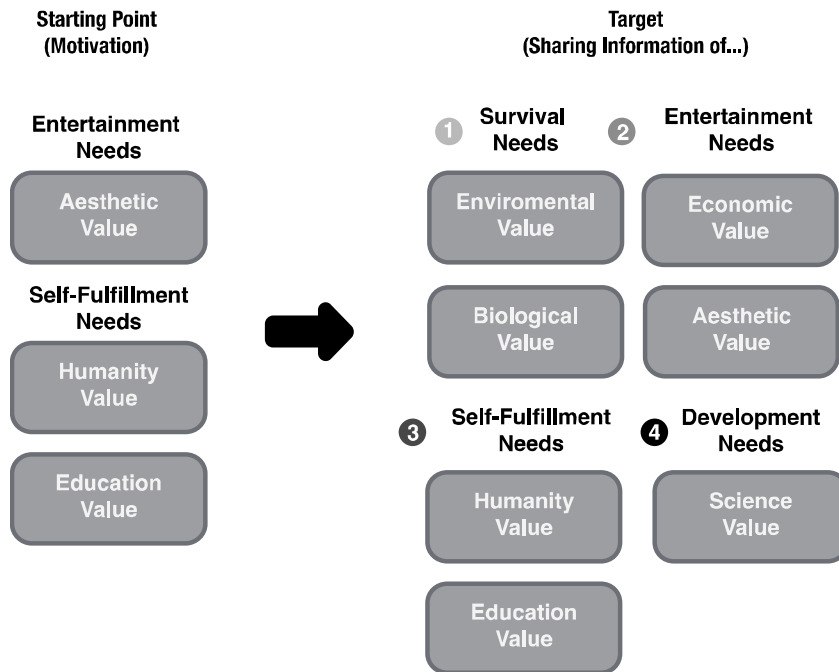 Starting Point
(Motivation)
Entertainment
Needs
Aesthetic
Value
Self-Fulfillment
Needs
Humanity
Value
Education
Value
Target
(Sharing Information of...)
1 Survival
Needs
Enviromental
Value
Biological
Value
2 Entertainment
Needs
Economic
Value
Aesthetic
Value
3 Self-Fulfillment
Needs
Humanity
Value
Education
Value
4 Development
Needs
Science
Value